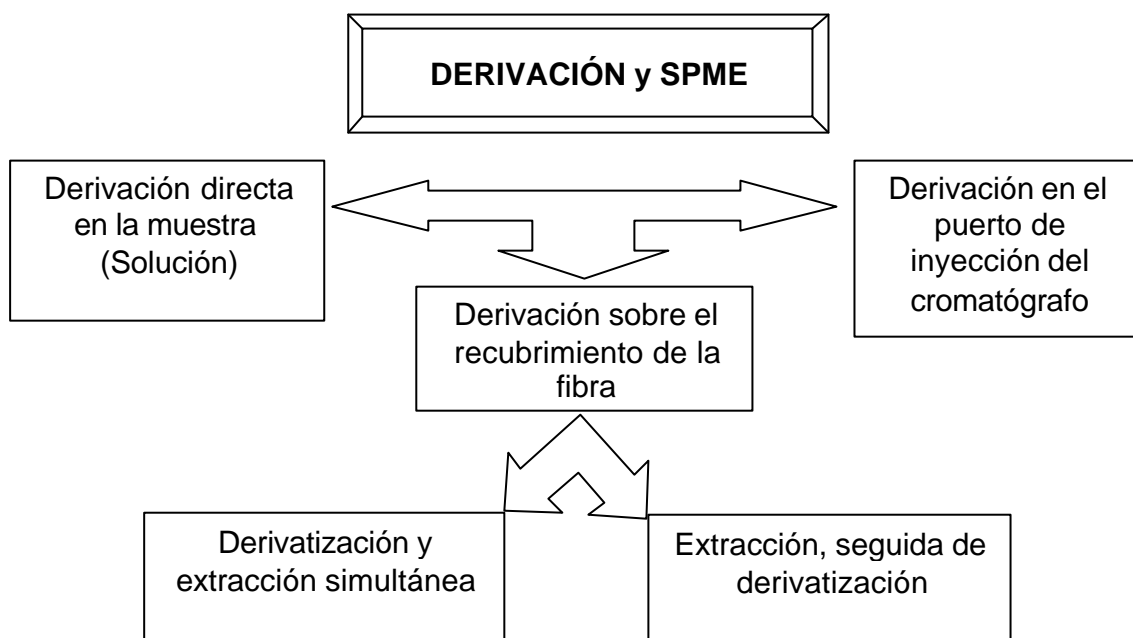 DERIVACIÓN y SPME
Derivación directa
en la muestra
(Solución)
Derivación en el
puerto de
inyección del
cromatógrafo
Derivación sobre el
recubrimiento de la
fibra
Derivatización y
extracción simultánea
Extracción, seguida de
derivatización